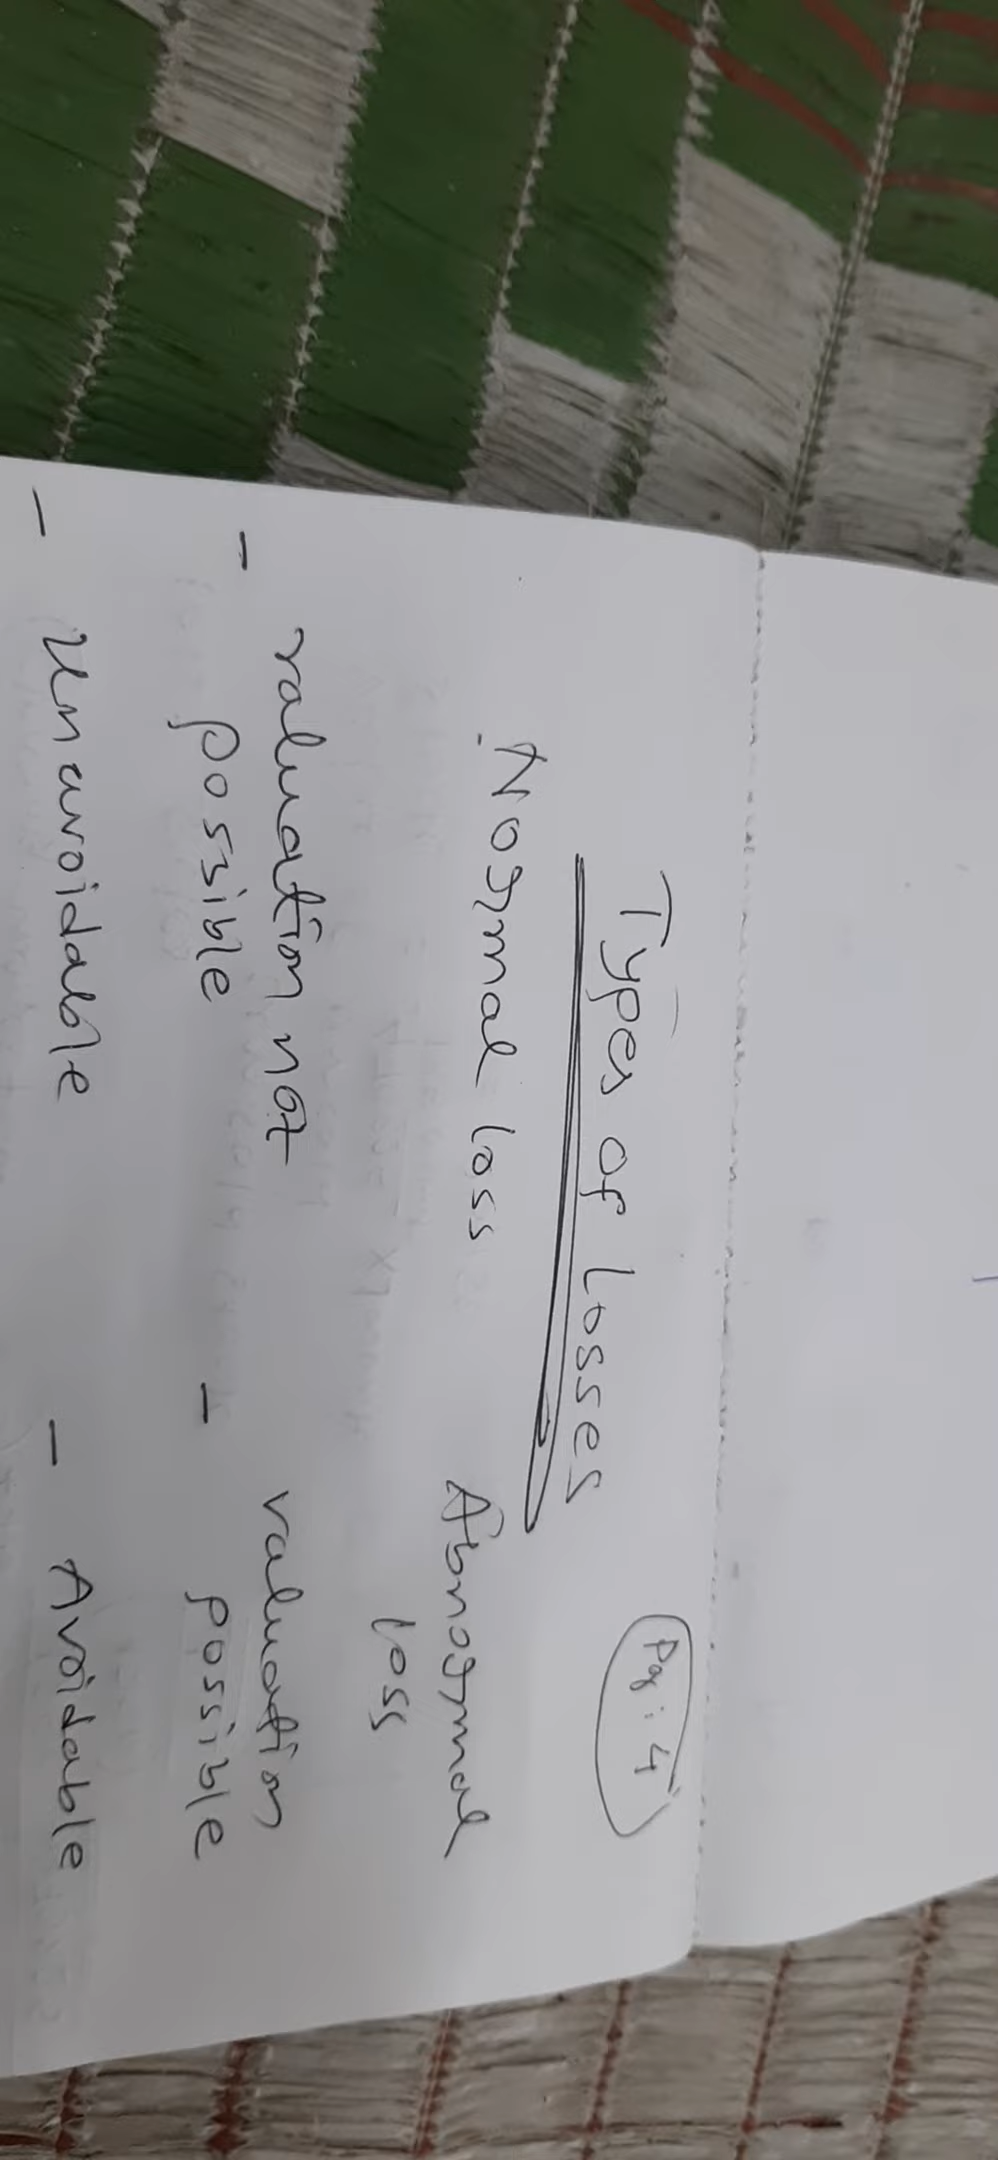 Pg: 4
Types of Losses
Normal loss Abnormal
loss
- valuation not - valuation
possible possible
- Unavoidable - Avoidable